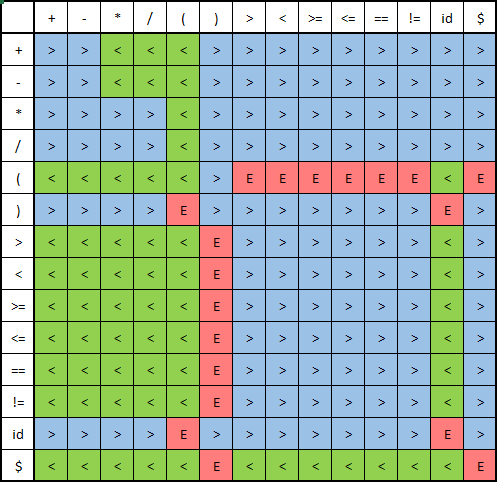 + - * / ( ) > < >= <= == != id $
+ > > < < < > > > > > > > > >
- > > < < < > > > > > > > > >
* > > > > < > > > > > > > > >
/ > > > > < > > > > > > > > >
( < < < < < > E E E E E E < E
) > > > > E > > > > > > > E >
> < < < < < E > > > > > > < >
< < < < < < E > > > > > > < >
>= < < < < < E > > > > > > < >
<= < < < < < E > > > > > > < >
== < < < < < E > > > > > > < >
!= < < < < < E > > > > > > < >
id > > > > E > > > > > > > E >
$ < < < < < E < < < < < < < E